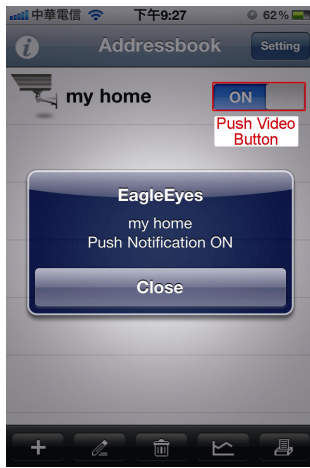 中華電信 下午9:27 62%
i Addressbook Setting
my home ON
Push Video
Button
EagleEyes
my home
Push Notification ON
Close